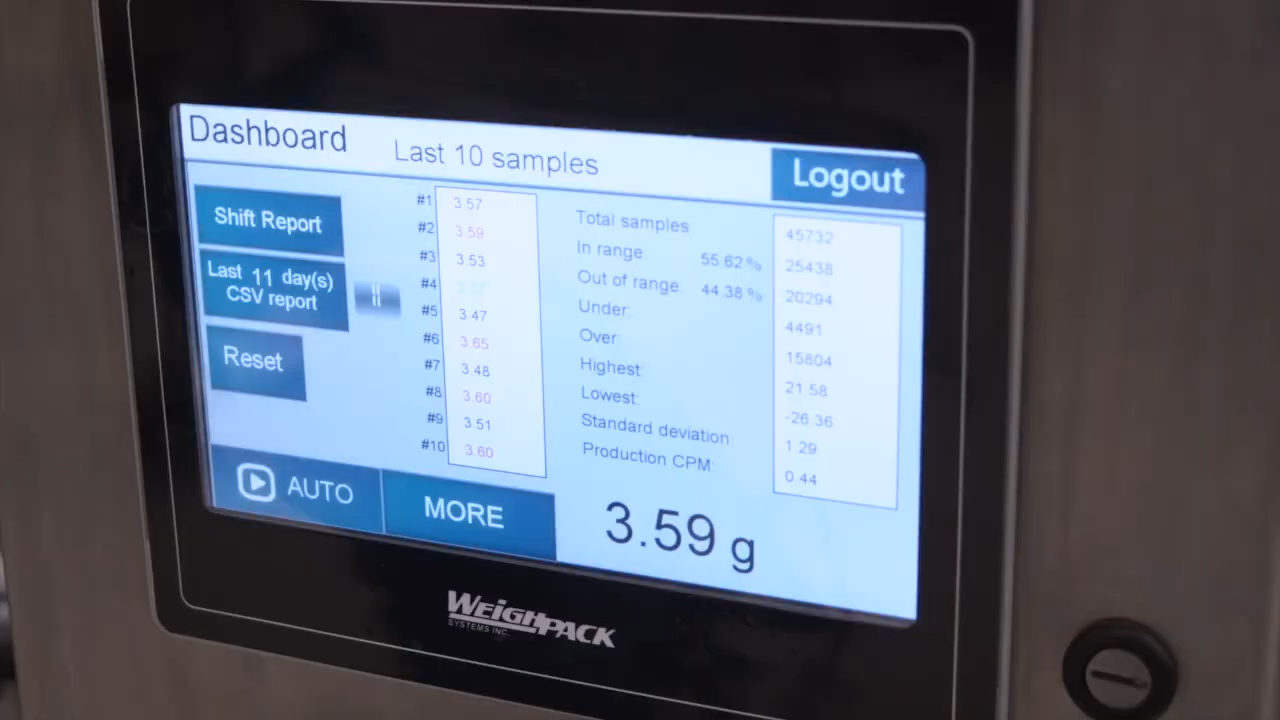 Dashboard
Last 10 samples
Logout
Shift Report
Last 11 day(s)
CSV report
Reset
#1 3.57
#2 3.59
#3 3.53
#4
#5 3.47
#6 3.65
#7 3.48
#8 3.60
#9 3.51
#10 3.60
Total samples 45732
In range: 55.62 % 25438
Out of range: 44.38 % 20294
Under: 4491
Over: 15804
Highest: 21.58
Lowest: -26.36
Standard deviation 1.29
Production CPM: 0.44
AUTO
MORE
3.59 g
WEIGHPACK
SYSTEMS INC.